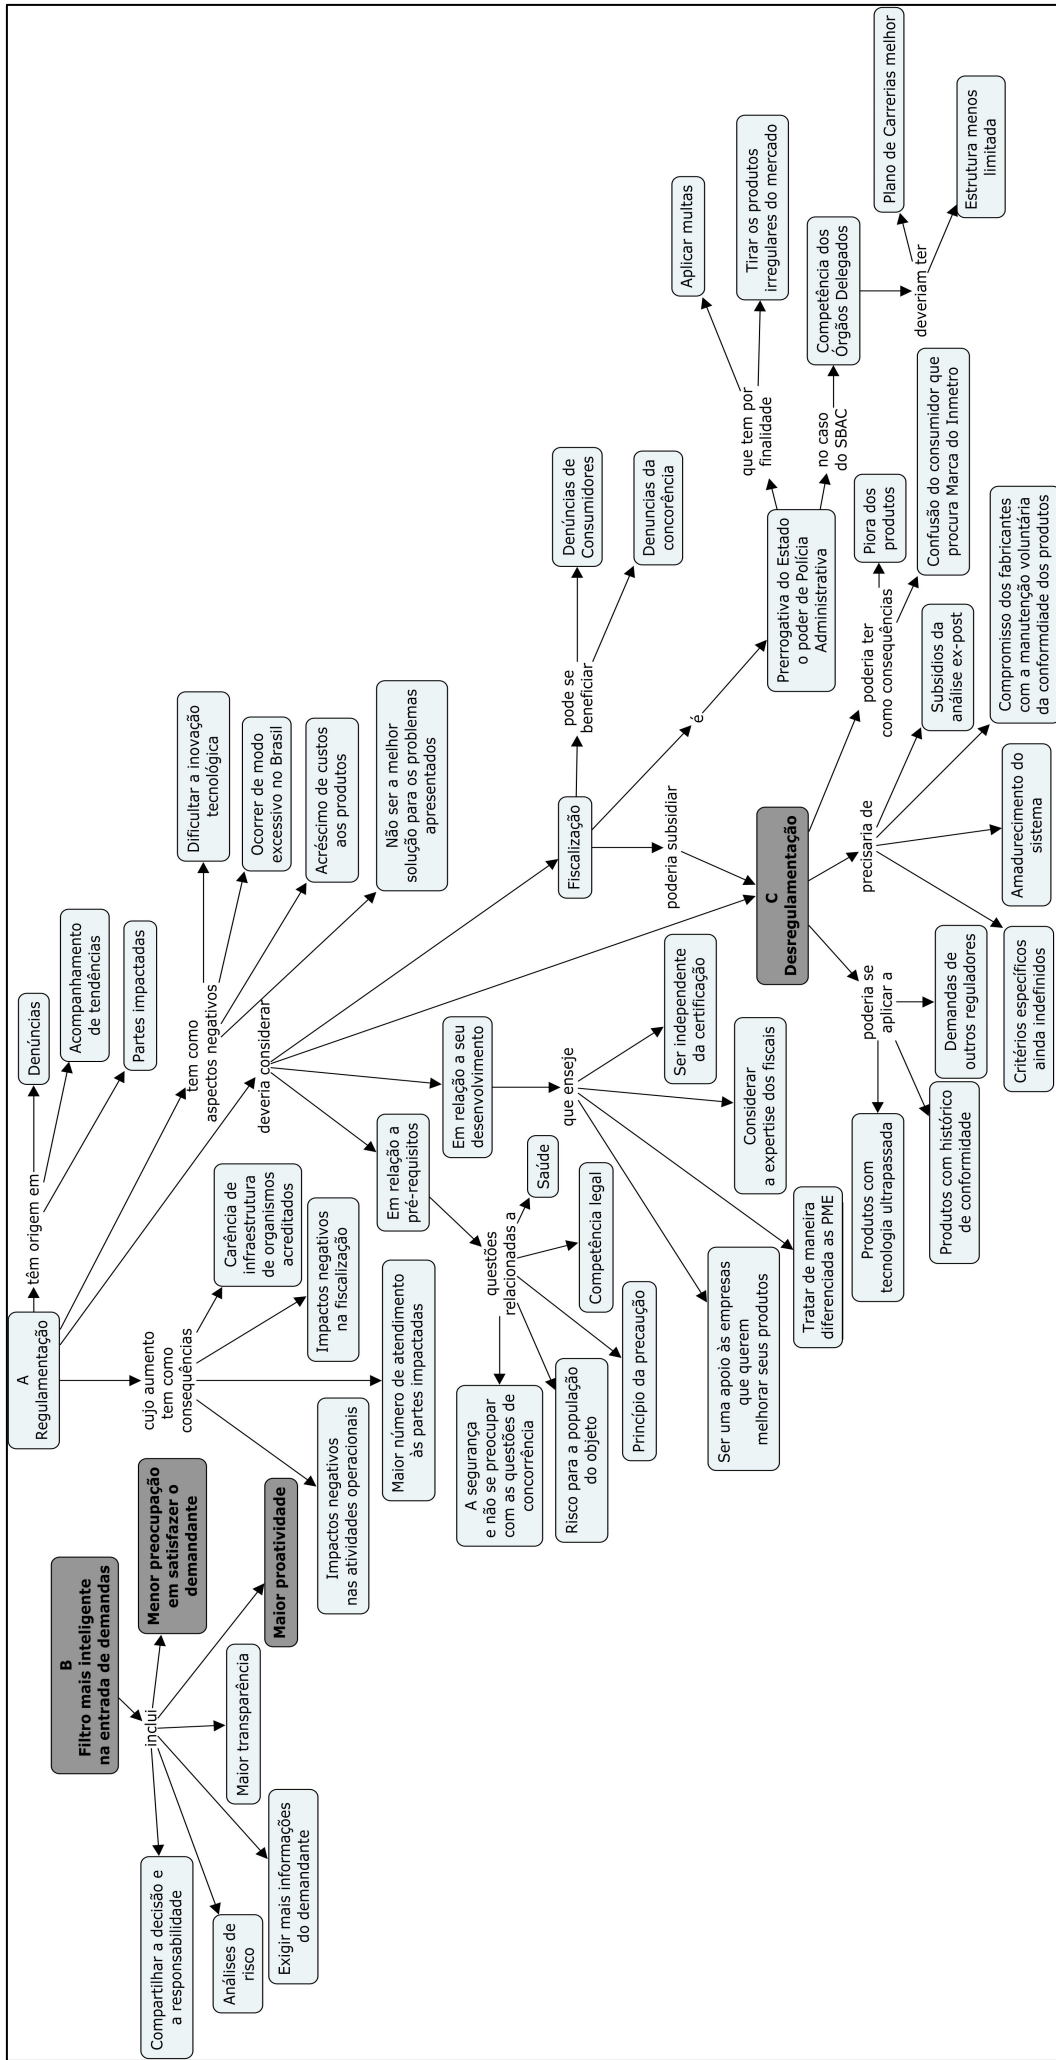 B
Filtro mais inteligente
na entrada de demandas
inclui
Compartilhar a decisão e
a responsabilidade
Análises de
risco
Exigir mais informações
do demandante
Maior transparência
Maior proatividade
Menor preocupação
em satisfazer o
demandante
A
Regulamentação
têm origem em
Denúncias
Acompanhamento
de tendências
Partes impactadas
cujo aumento
tem como
consequências
Impactos negativos
nas atividades operacionais
Maior número de atendimento
às partes impactadas
Impactos negativos
na fiscalização
Carência de
infraestrutura
de organismos
acreditados
tem como
aspectos negativos
Dificultar a inovação
tecnológica
Ocorrer de modo
excessivo no Brasil
Acréscimo de custos
aos produtos
Não ser a melhor
solução para os problemas
apresentados
deveria considerar
Em relação a
pré-requisitos
questões
relacionadas a
A segurança
e não se preocupar
com as questões de
concorrência
Risco para a população
do objeto
Princípio da precaução
Competência legal
Saúde
Em relação a seu
desenvolvimento
que enseje
Ser uma apoio às empresas
que querem
melhorar seus produtos
Tratar de maneira
diferenciada as PME
Considerar
a expertise dos fiscais
Ser independente
da certificação
Fiscalização
pode se
beneficiar
Denúncias de
Consumidores
Denuncias da
concorência
é
Prerrogativa do Estado
o poder de Polícia
Administrativa
que tem por
finalidade
Aplicar multas
Tirar os produtos
irregulares do mercado
no caso
do SBAC
Competência dos
Órgãos Delegados
deveriam ter
Plano de Carrerias melhor
Estrutura menos
limitada
poderia subsidiar
C
Desregulamentação
poderia se
aplicar a
Produtos com
tecnologia ultrapassada
Produtos com histórico
de conformidade
Demandas de
outros reguladores
precisaria de
Critérios específicos
ainda indefinidos
Amadurecimento do
sistema
Compromisso dos fabricantes
com a manutenção voluntária
da conformdiade dos produtos
Subsidios da
análise ex-post
poderia ter
como consequências
Piora dos
produtos
Confusão do consumidor que
procura Marca do Inmetro